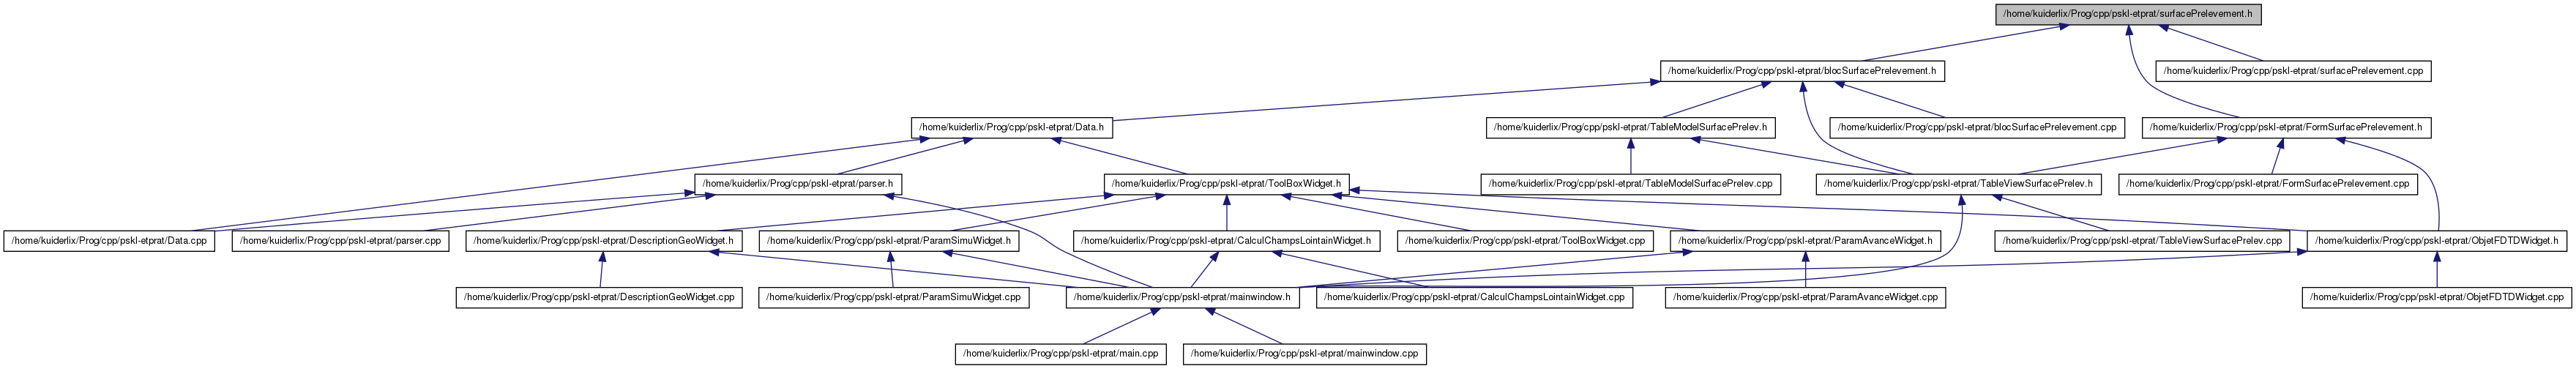 /home/kuiderlix/Prog/cpp/pskl-etprat/surfacePrelevement.h
/home/kuiderlix/Prog/cpp/pskl-etprat/blocSurfacePrelevement.h
/home/kuiderlix/Prog/cpp/pskl-etprat/surfacePrelevement.cpp
/home/kuiderlix/Prog/cpp/pskl-etprat/Data.h
/home/kuiderlix/Prog/cpp/pskl-etprat/TableModelSurfacePrelev.h
/home/kuiderlix/Prog/cpp/pskl-etprat/blocSurfacePrelevement.cpp
/home/kuiderlix/Prog/cpp/pskl-etprat/FormSurfacePrelevement.h
/home/kuiderlix/Prog/cpp/pskl-etprat/parser.h
/home/kuiderlix/Prog/cpp/pskl-etprat/ToolBoxWidget.h
/home/kuiderlix/Prog/cpp/pskl-etprat/TableModelSurfacePrelev.cpp
/home/kuiderlix/Prog/cpp/pskl-etprat/TableViewSurfacePrelev.h
/home/kuiderlix/Prog/cpp/pskl-etprat/FormSurfacePrelevement.cpp
/home/kuiderlix/Prog/cpp/pskl-etprat/Data.cpp
/home/kuiderlix/Prog/cpp/pskl-etprat/parser.cpp
/home/kuiderlix/Prog/cpp/pskl-etprat/DescriptionGeoWidget.h
/home/kuiderlix/Prog/cpp/pskl-etprat/ParamSimuWidget.h
/home/kuiderlix/Prog/cpp/pskl-etprat/CalculChampsLointainWidget.h
/home/kuiderlix/Prog/cpp/pskl-etprat/ToolBoxWidget.cpp
/home/kuiderlix/Prog/cpp/pskl-etprat/ParamAvanceWidget.h
/home/kuiderlix/Prog/cpp/pskl-etprat/TableViewSurfacePrelev.cpp
/home/kuiderlix/Prog/cpp/pskl-etprat/ObjetFDTDWidget.h
/home/kuiderlix/Prog/cpp/pskl-etprat/DescriptionGeoWidget.cpp
/home/kuiderlix/Prog/cpp/pskl-etprat/ParamSimuWidget.cpp
/home/kuiderlix/Prog/cpp/pskl-etprat/mainwindow.h
/home/kuiderlix/Prog/cpp/pskl-etprat/CalculChampsLointainWidget.cpp
/home/kuiderlix/Prog/cpp/pskl-etprat/ParamAvanceWidget.cpp
/home/kuiderlix/Prog/cpp/pskl-etprat/ObjetFDTDWidget.cpp
/home/kuiderlix/Prog/cpp/pskl-etprat/main.cpp
/home/kuiderlix/Prog/cpp/pskl-etprat/mainwindow.cpp